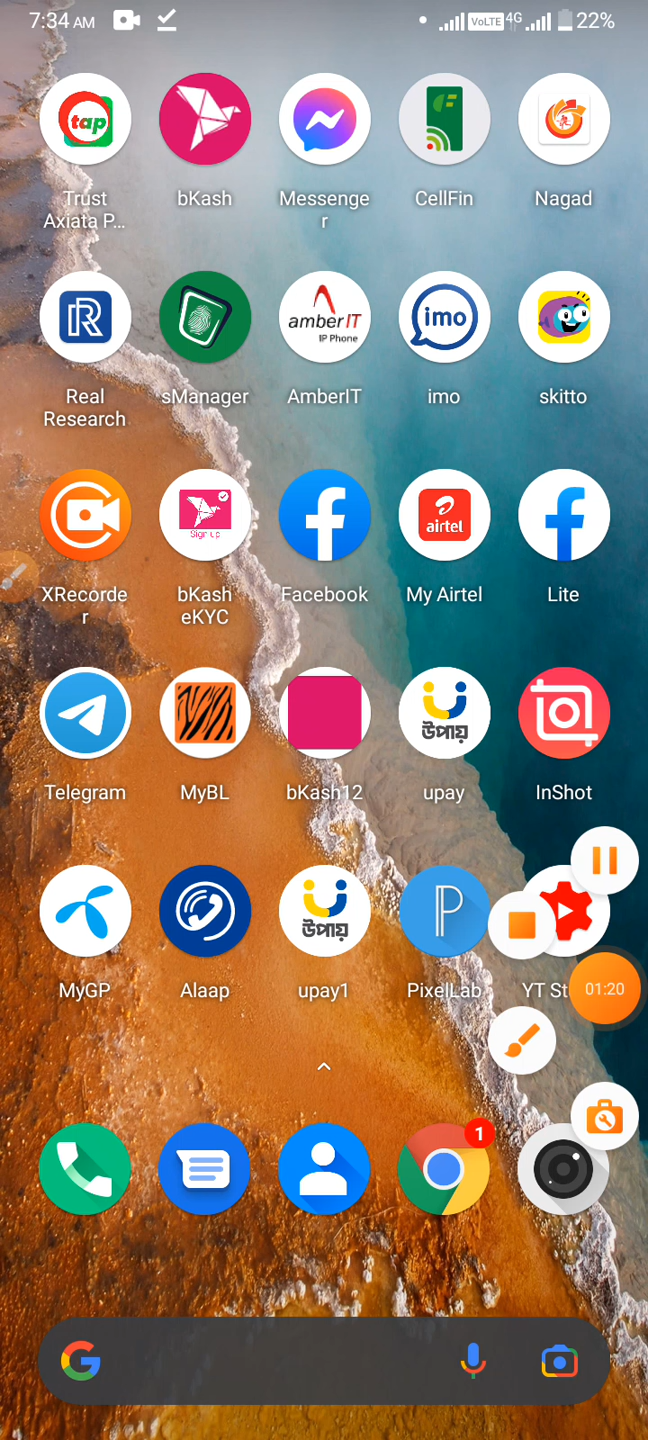 7:34 AM
VoLTE 4G 22%
tap
Trust
Axiata P...
bKash
Messenge
r
CellFin
Nagad
amberIT
IP Phone
imo
Real
Research
sManager
AmberIT
imo
skitto
Sign up
airtel
XRecorde
r
bKash
eKYC
Facebook
My Airtel
Lite
উপায়
Telegram
MyBL
bKash12
upay
InShot
উপায়
P
MyGP
Alaap
upay1
PixelLab
YT St
01:20
1